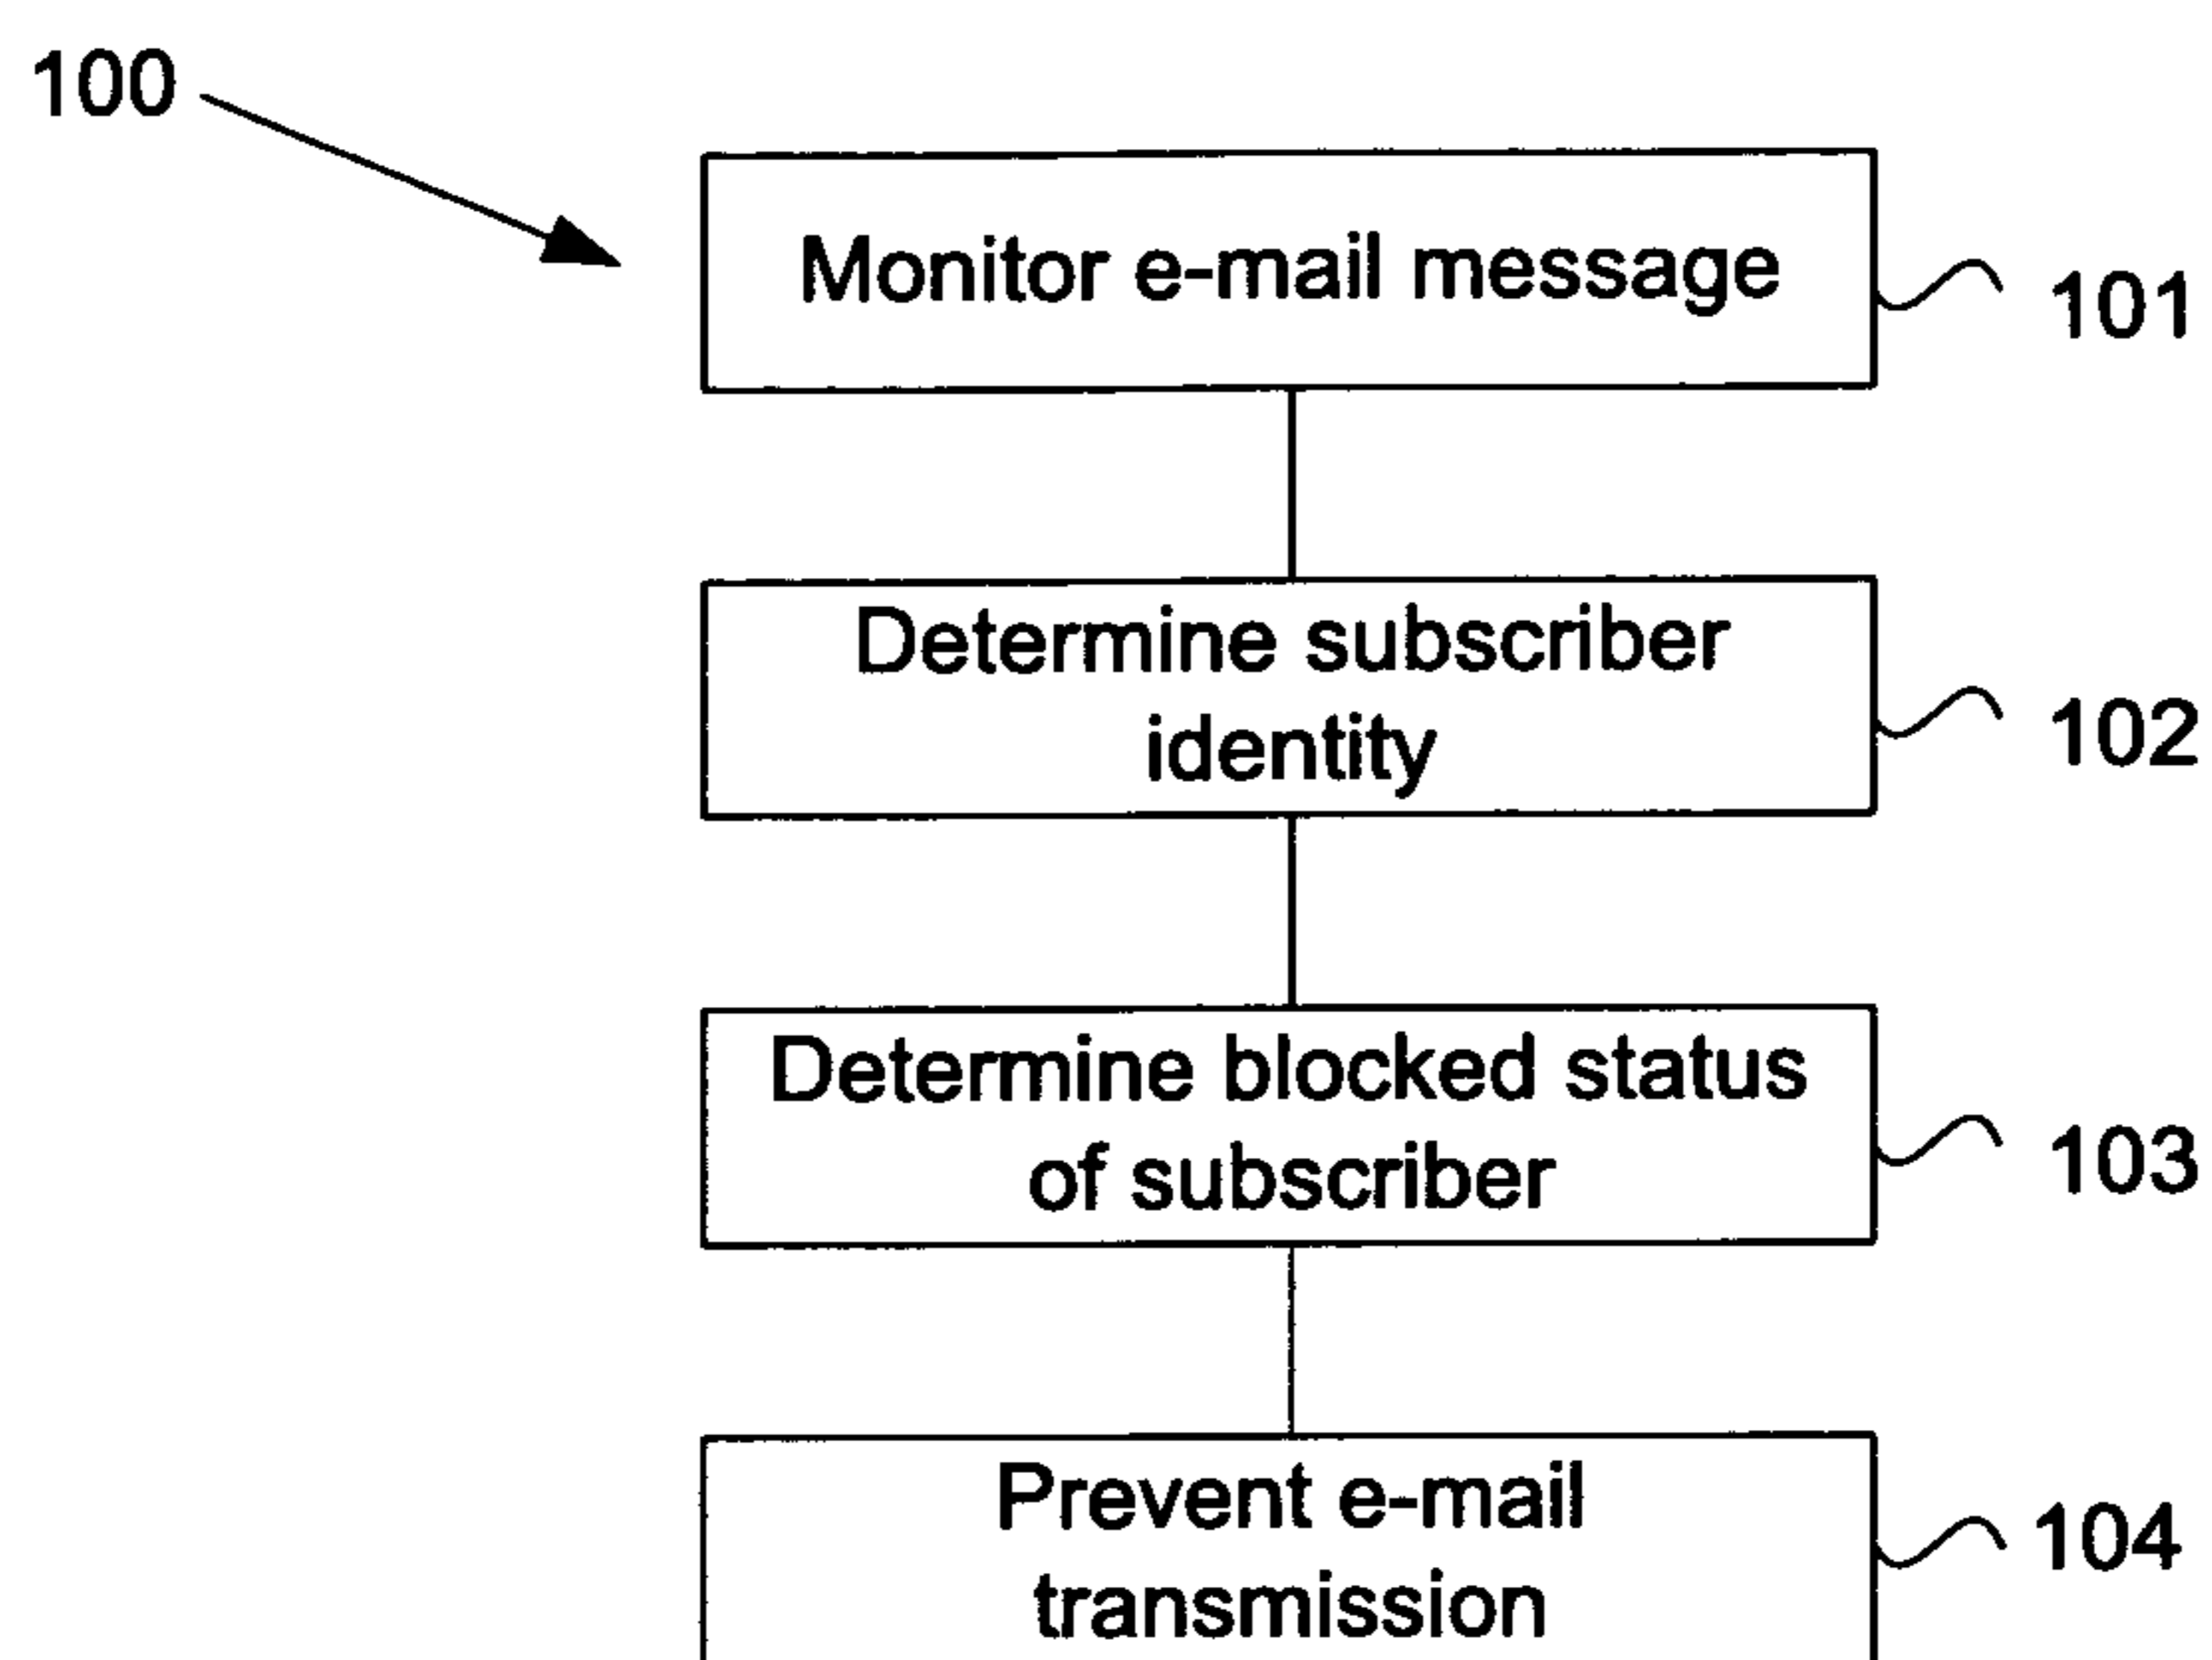 100
Monitor e-mail message
101
Determine subscriber
identity
102
Determine blocked status
of subscriber
103
Prevent e-mail
transmission
104